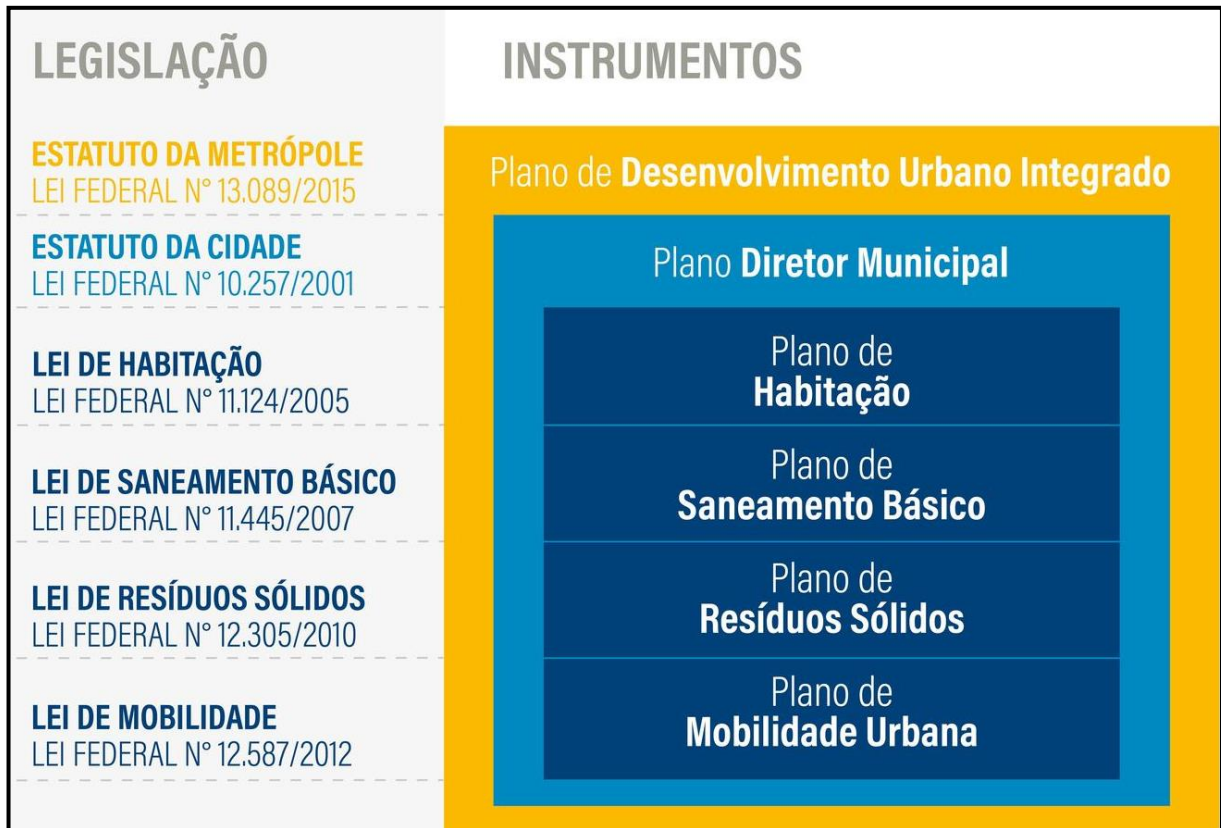 LEGISLAÇÃO
INSTRUMENTOS
ESTATUTO DA METRÓPOLE
LEI FEDERAL N° 13.089/2015
ESTATUTO DA CIDADE
LEI FEDERAL N° 10.257/2001
LEI DE HABITAÇÃO
LEI FEDERAL N° 11.124/2005
LEI DE SANEAMENTO BÁSICO
LEI FEDERAL N° 11.445/2007
LEI DE RESÍDUOS SÓLIDOS
LEI FEDERAL N° 12.305/2010
LEI DE MOBILIDADE
LEI FEDERAL N° 12.587/2012
Plano de Desenvolvimento Urbano Integrado
Plano Diretor Municipal
Plano de
Habitação
Plano de
Saneamento Básico
Plano de
Resíduos Sólidos
Plano de
Mobilidade Urbana